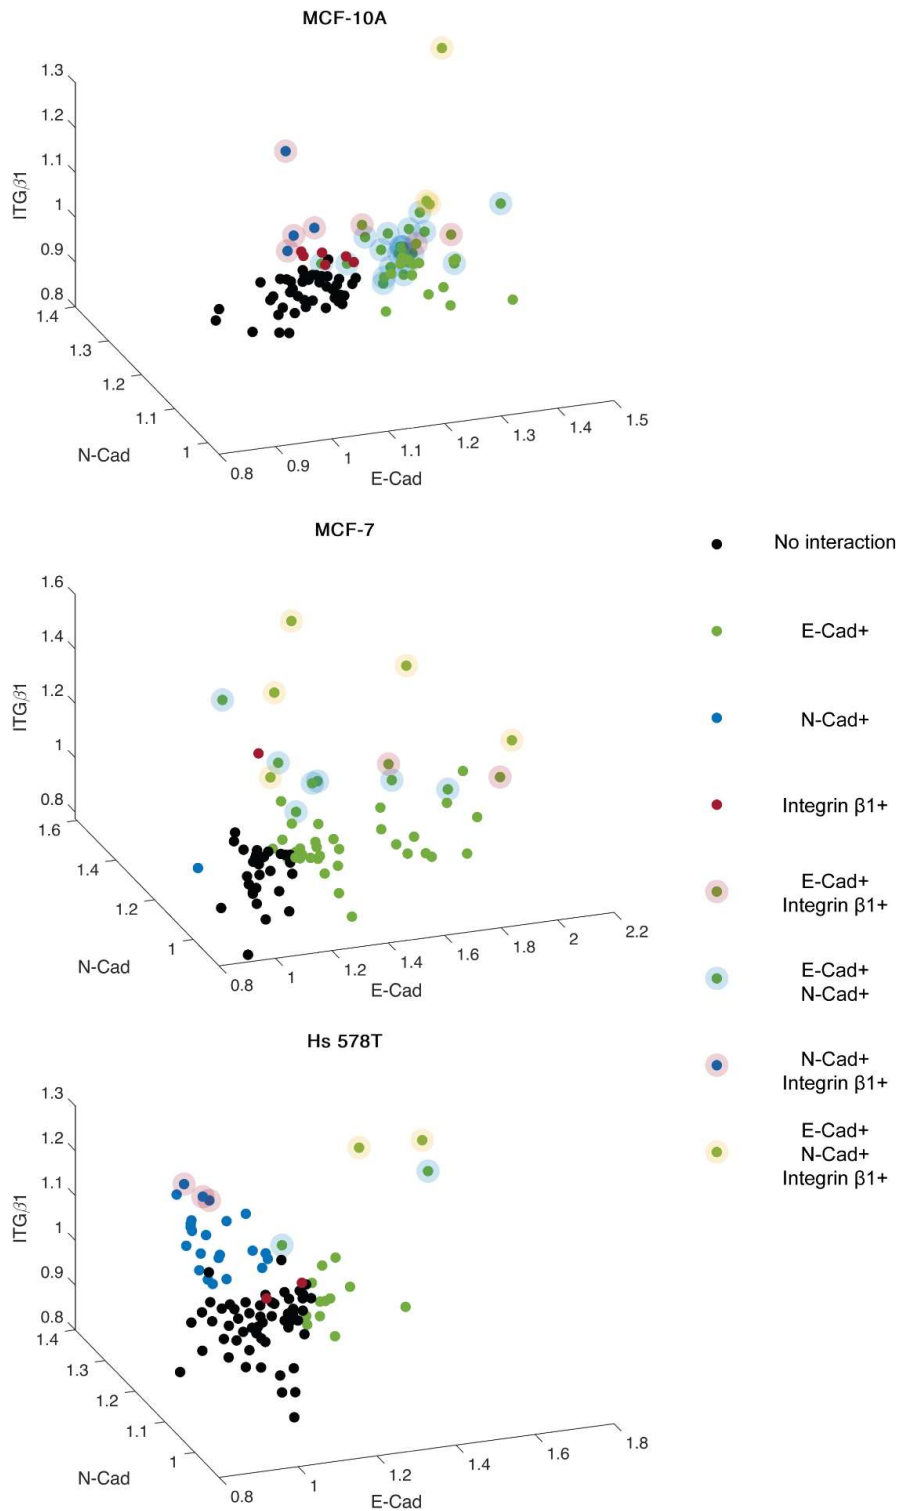 MCF-10A
1.3
1.2
1.1
1
0.9
0.8
ITGβ1
1.4
1.3
1.2
1.1
1
N-Cad
0.8
0.9
1
1.1
1.2
1.3
1.4
1.5
E-Cad
MCF-7
1.6
1.4
1.2
1
0.8
ITGβ1
1.6
1.4
1.2
1
N-Cad
0.8
1
1.2
1.4
1.6
1.8
2
2.2
E-Cad
No interaction
E-Cad+
N-Cad+
Integrin β1+
E-Cad+
Integrin β1+
E-Cad+
N-Cad+
N-Cad+
Integrin β1+
E-Cad+
N-Cad+
Integrin β1+
Hs 578T
1.3
1.2
1.1
1
0.9
0.8
ITGβ1
1.4
1.3
1.2
1.1
1
N-Cad
0.8
1
1.2
1.4
1.6
1.8
E-Cad